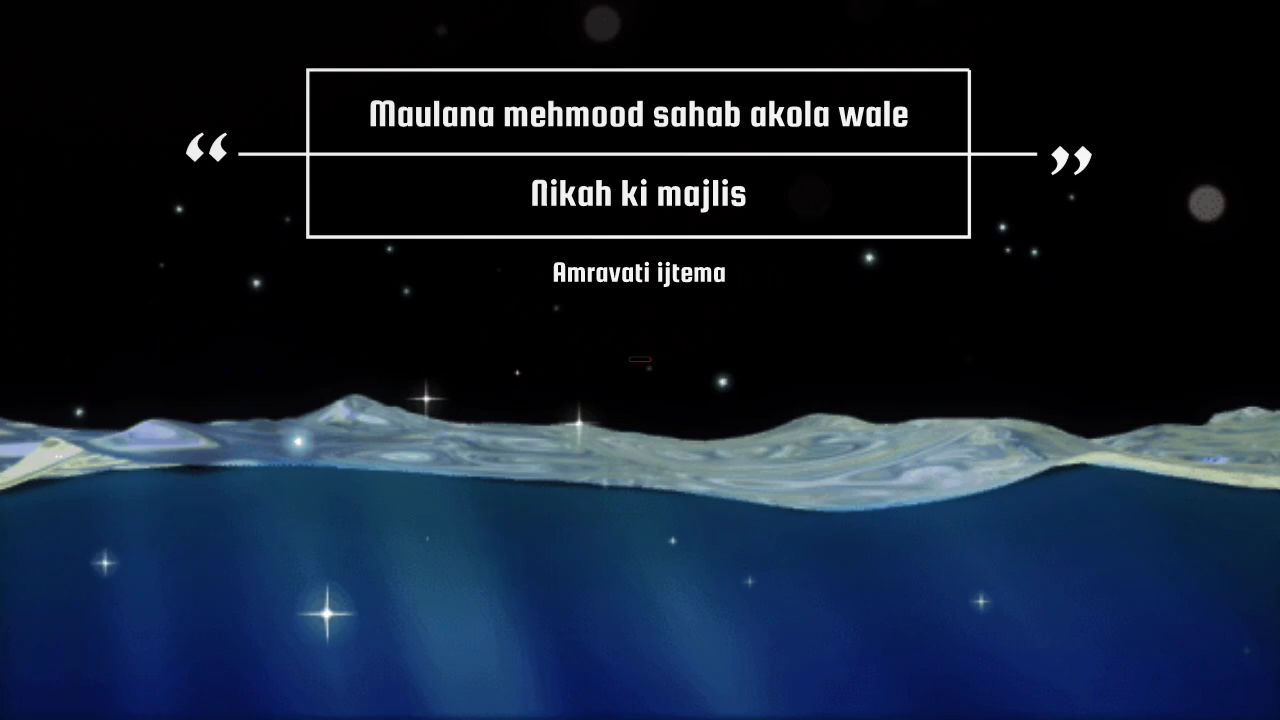 Maulana mehmood sahab akola wale
“ ”
Nikah ki majlis
Amravati ijtema